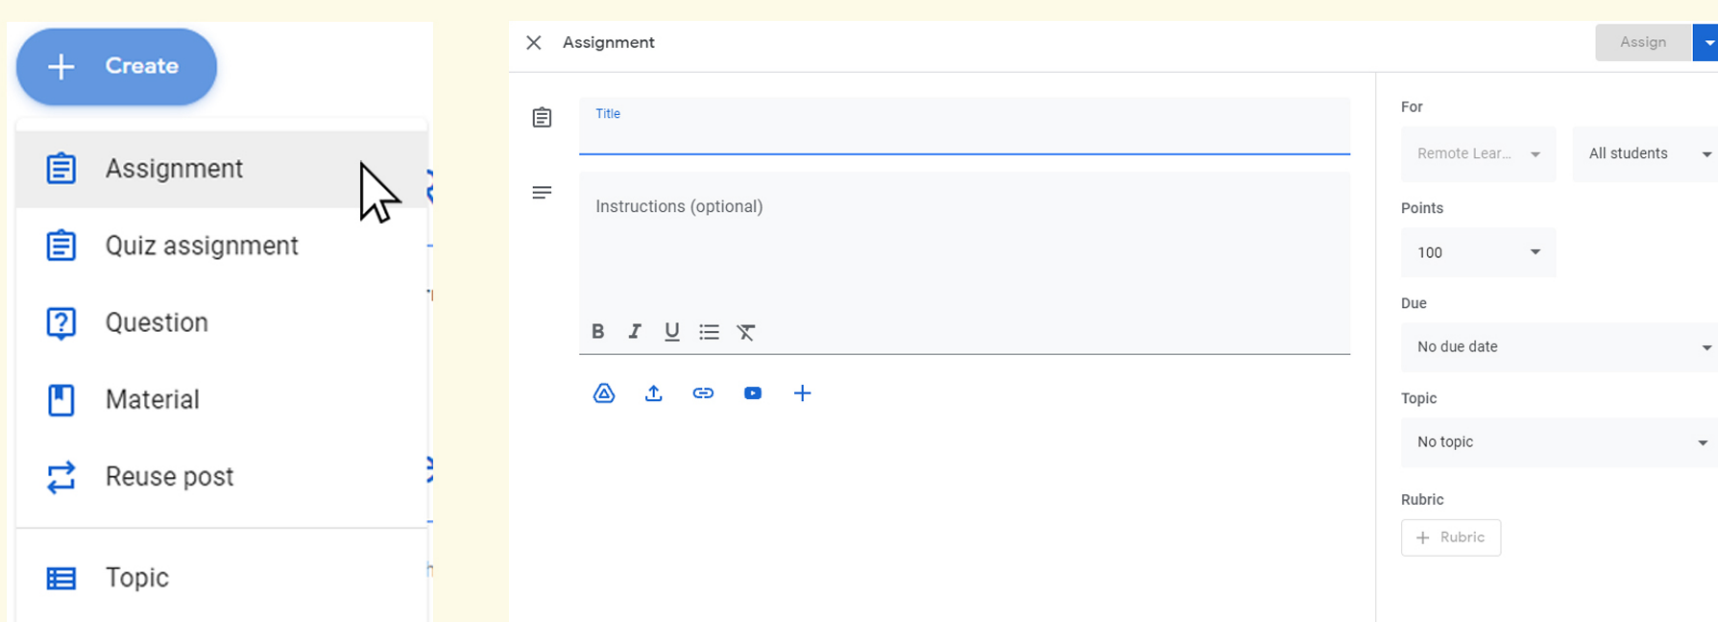 Create
Assignment
Quiz assignment
Question
Material
Reuse post
Topic
Assignment
Assign
Title
Instructions (optional)
B I U
For
Remote Lear...
All students
Points
100
Due
No due date
Topic
No topic
Rubric
+ Rubric